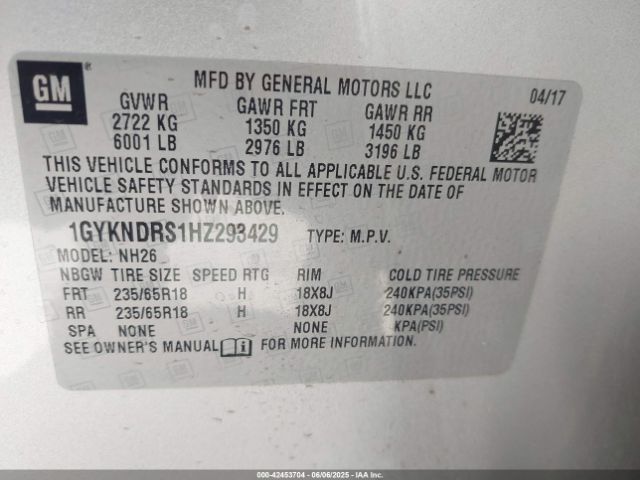 GM ®
MFD BY GENERAL MOTORS LLC
04/17
GVWR GAWR FRT GAWR RR
2722 KG 1350 KG 1450 KG
6001 LB 2976 LB 3196 LB
THIS VEHICLE CONFORMS TO ALL APPLICABLE U.S. FEDERAL MOTOR
VEHICLE SAFETY STANDARDS IN EFFECT ON THE DATE OF
MANUFACTURE SHOWN ABOVE.
1GYKNDRS1HZ293429 TYPE: M.P.V.
MODEL: NH26
NBGW TIRE SIZE SPEED RTG RIM COLD TIRE PRESSURE
FRT 235/65R18 H 18X8J 240KPA(35PSI)
RR 235/65R18 H 18X8J 240KPA(35PSI)
SPA NONE NONE KPA(PSI)
SEE OWNER'S MANUAL FOR MORE INFORMATION.
000-42453704 - 06/06/2025 - IAAI.COM